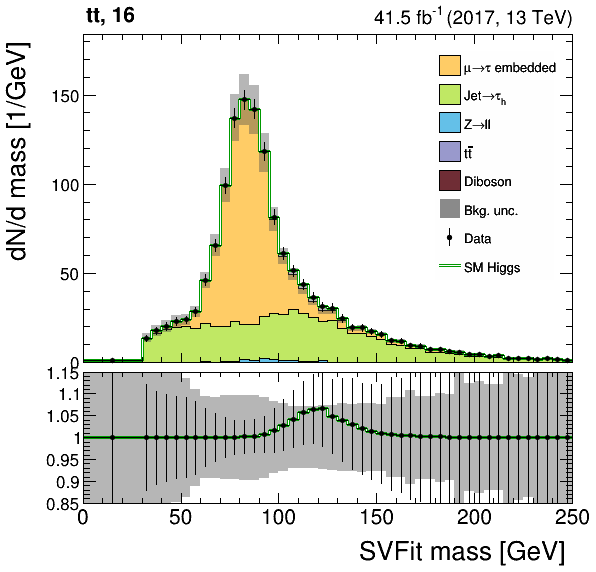 tt, 16
41.5 fb⁻¹ (2017, 13 TeV)
dN/d mass [1/GeV]
150
100
50
0
μ→τ embedded
Jet→τₕ
Z→ll
tt̅
Diboson
Bkg. unc.
Data
SM Higgs
1.15
1.1
1.05
1
0.95
0.9
0.85
0 50 100 150 200 250
SVFit mass [GeV]